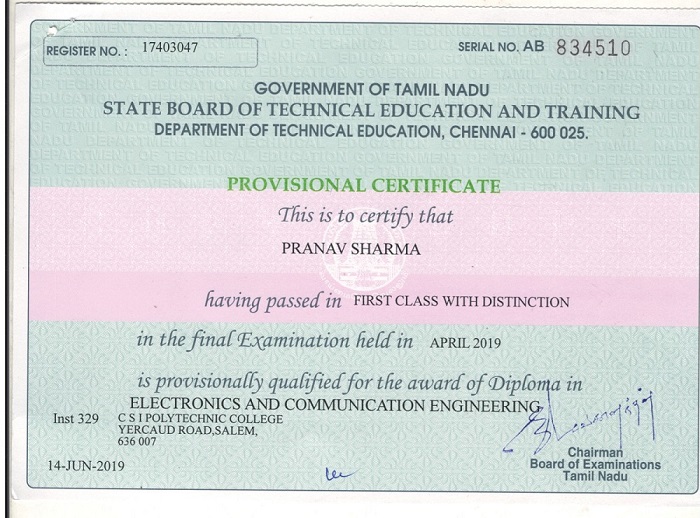 REGISTER NO. : 17403047
SERIAL NO. AB 834510
GOVERNMENT OF TAMIL NADU
STATE BOARD OF TECHNICAL EDUCATION AND TRAINING
DEPARTMENT OF TECHNICAL EDUCATION, CHENNAI - 600 025.
PROVISIONAL CERTIFICATE
This is to certify that
PRANAV SHARMA
having passed in FIRST CLASS WITH DISTINCTION
in the final Examination held in APRIL 2019
is provisionally qualified for the award of Diploma in
ELECTRONICS AND COMMUNICATION ENGINEERING
Inst 329 C S I POLYTECHNIC COLLEGE
YERCAUD ROAD,SALEM,
636 007
14-JUN-2019
Chairman
Board of Examinations
Tamil Nadu